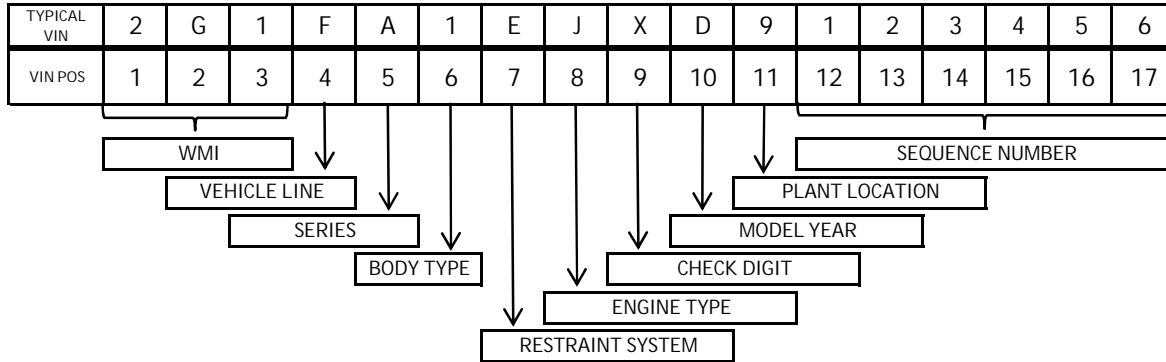 TYPICAL VIN 2 G 1 F A 1 E J X D 9 1 2 3 4 5 6
VIN POS 1 2 3 4 5 6 7 8 9 10 11 12 13 14 15 16 17
WMI SEQUENCE NUMBER
VEHICLE LINE PLANT LOCATION
SERIES MODEL YEAR
BODY TYPE CHECK DIGIT
ENGINE TYPE
RESTRAINT SYSTEM